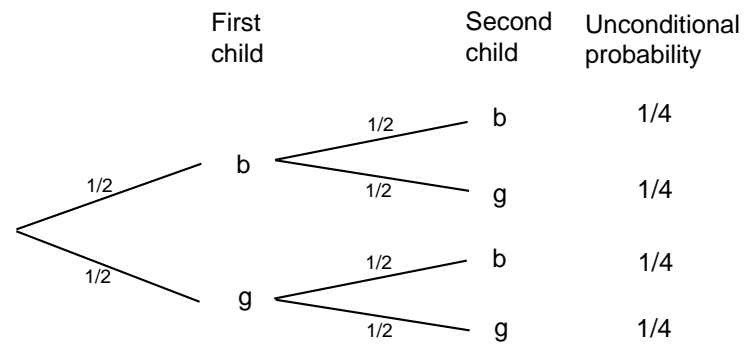 First child
Second child
Unconditional probability
1/2
b
1/2
b
1/4
1/2
g
1/4
1/2
g
1/2
b
1/4
1/2
g
1/4